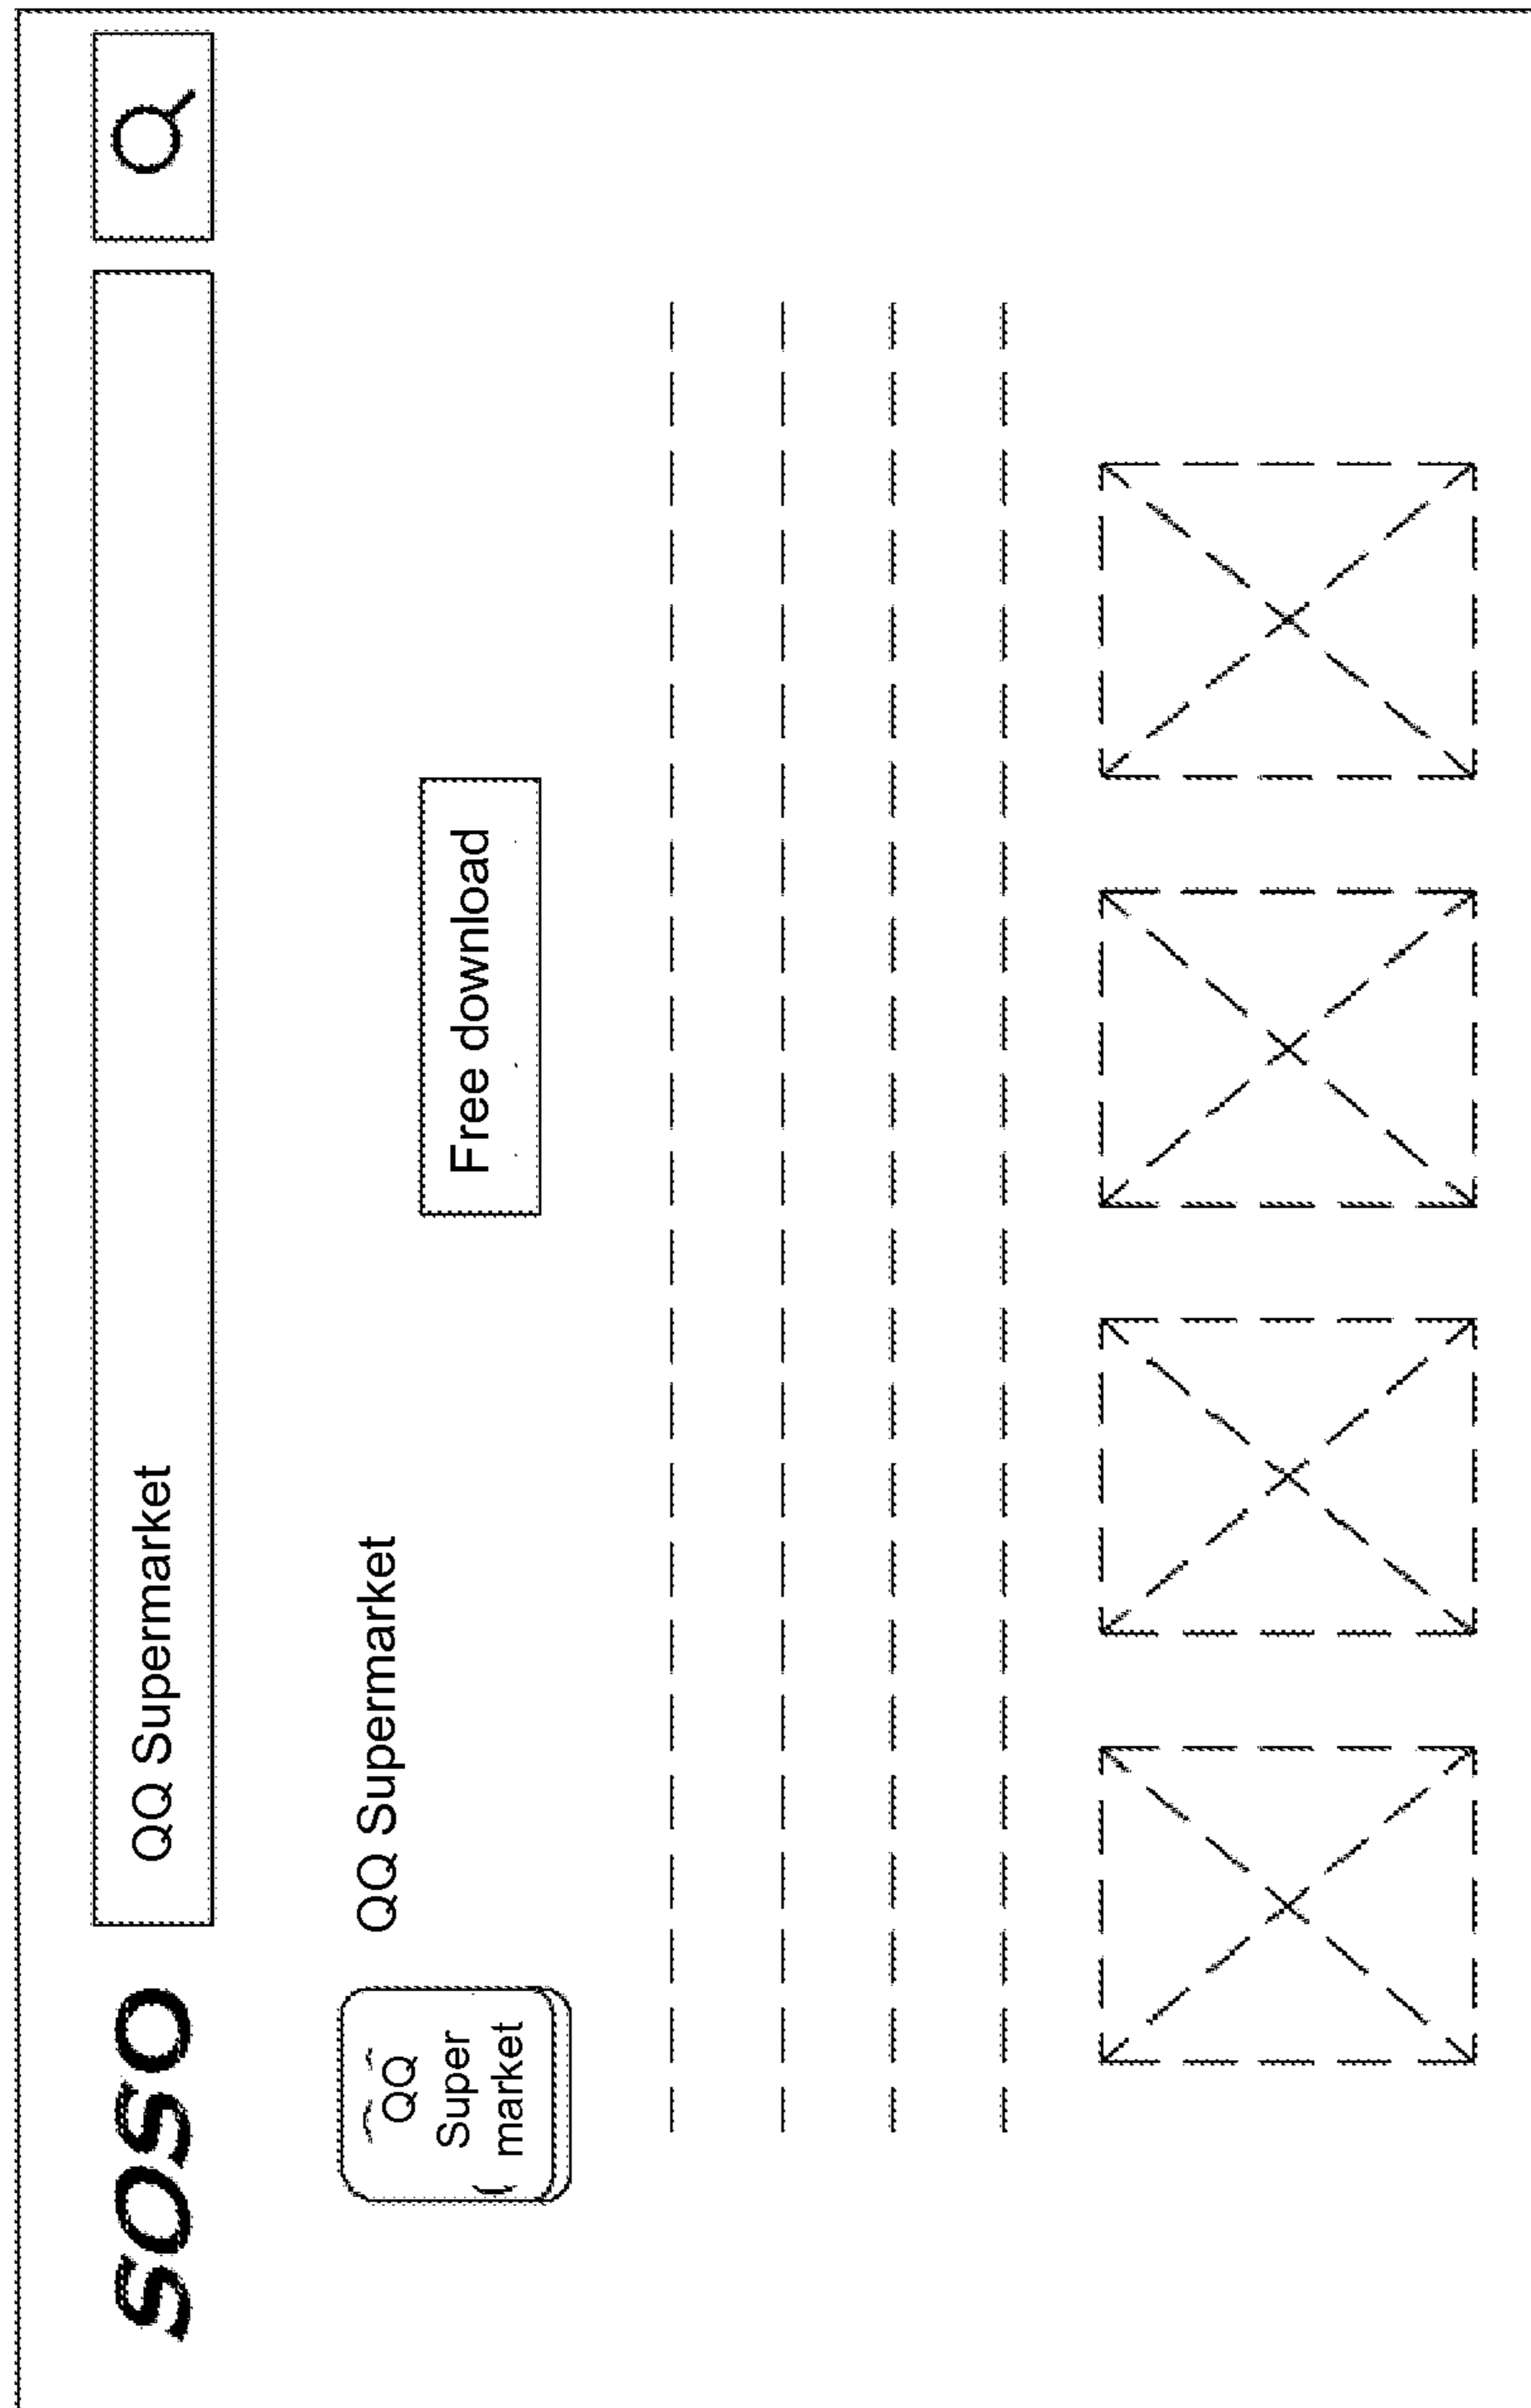 SOSO
QQ Supermarket
QQ
Super
market
QQ Supermarket
Free download